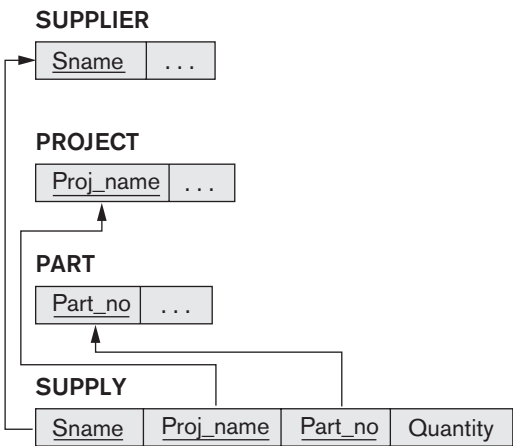 SUPPLIER
Sname ...
PROJECT
Proj_name ...
PART
Part_no ...
SUPPLY
Sname Proj_name Part_no Quantity